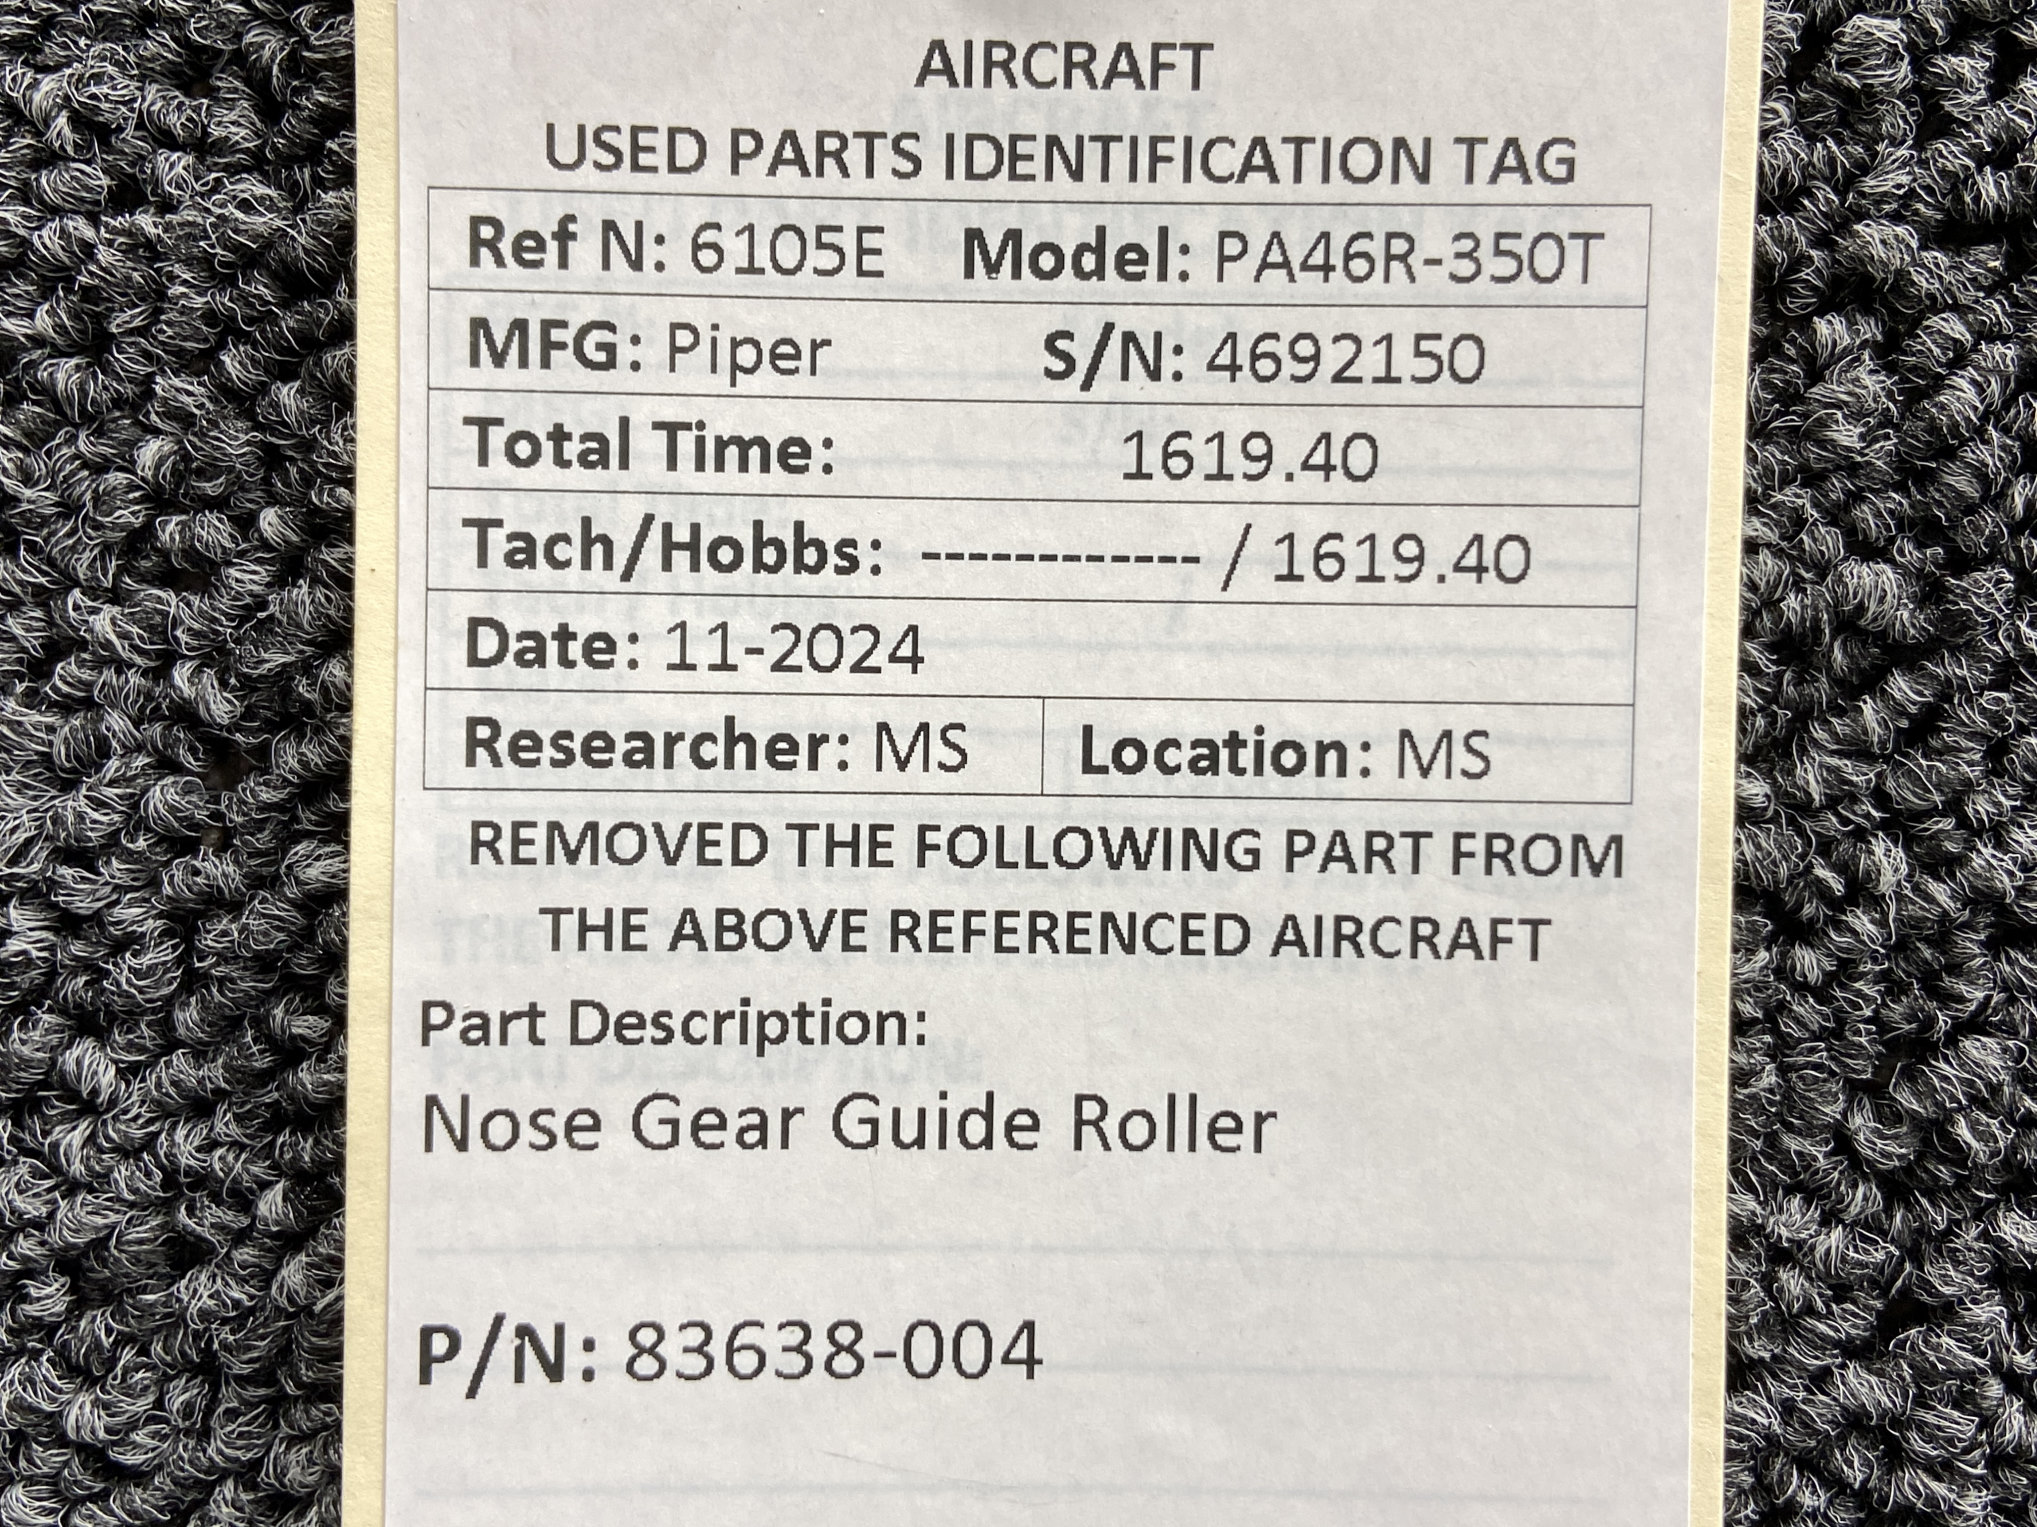 AIRCRAFT
USED PARTS IDENTIFICATION TAG
Ref N: 6105E Model: PA46R-350T
MFG: Piper S/N: 4692150
Total Time: 1619.40
Tach/Hobbs: ------------ / 1619.40
Date: 11-2024
Researcher: MS Location: MS
REMOVED THE FOLLOWING PART FROM
THE ABOVE REFERENCED AIRCRAFT
Part Description:
Nose Gear Guide Roller
P/N: 83638-004